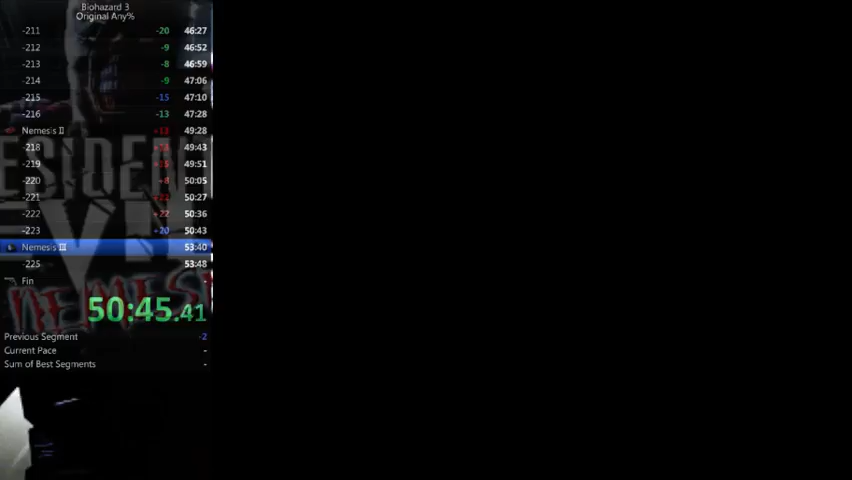 Biohazard 3
Original Any%
-211 -20 46:27
-212 -9 46:52
-213 -8 46:59
-214 -9 47:06
-215 -15 47:10
-216 -13 47:28
Nemesis II 49:28
-218 49:43
-219 49:51
-220 +8 50:05
-221 50:27
-222 +22 50:36
-223 +20 50:43
Nemesis III 53:40
-225 53:48
Fin -
50:45.41
Previous Segment -2
Current Pace -
Sum of Best Segments -